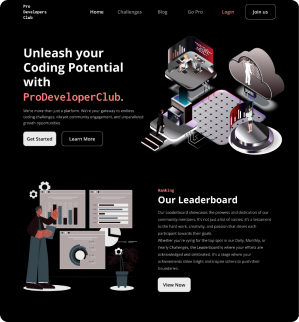 Pro
Developers
Club
Home
Challenges
Blog
Go Pro
Login
Join us
Unleash your
Coding Potential
with
ProDeveloperClub.
We're more than just a platform. We're your gateway to endless
coding challenges, vibrant community engagement, and unparalleled
growth opportunities.
Get Started
Learn More
Ranking
Our Leaderboard
Our Leaderboard showcases the prowess and dedication of our
community members. It's not just a list of names; it's a testament
to the hard work, creativity, and passion that drives each
participant towards their goals.
Whether you're vying for the top spot in our Daily, Monthly, or
Yearly Challenges, the Leaderboard is where your efforts are
acknowledged and celebrated. It's a stage where your
achievements shine bright and inspire others to push their
boundaries.
View Now